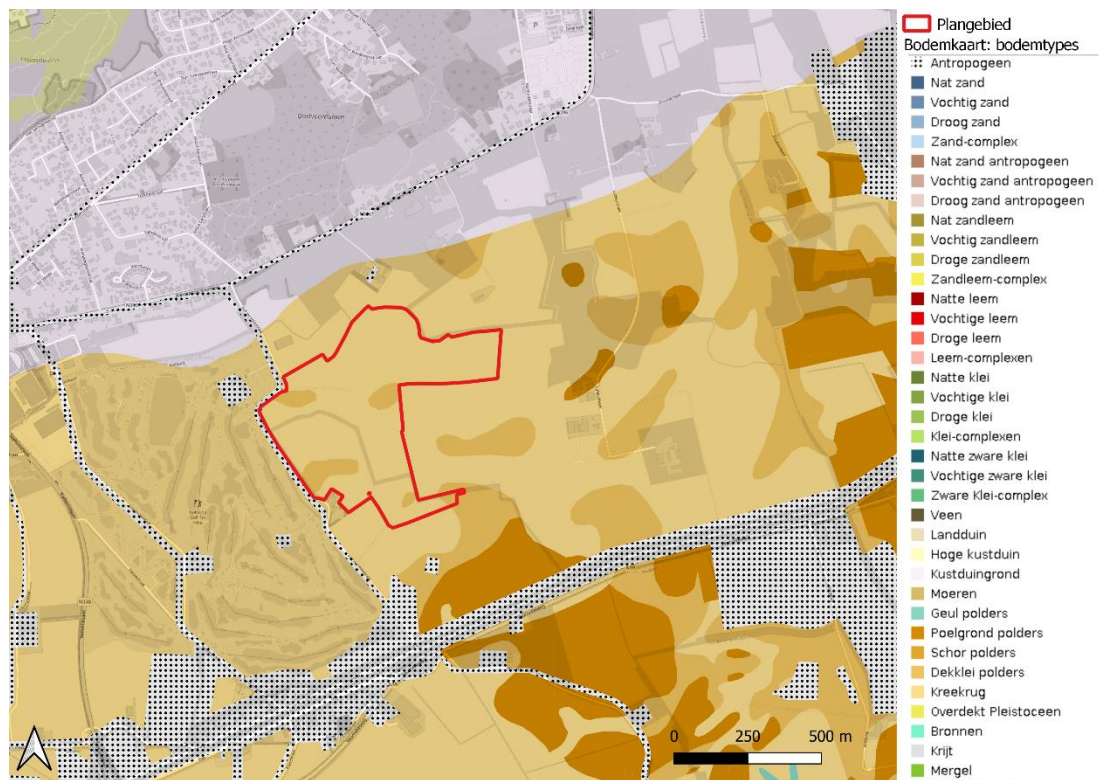 Plangebied
Bodemkaart: bodemtypes
Antropogeen
Nat zand
Vochtig zand
Droog zand
Zand-complex
Nat zand antropogeen
Vochtig zand antropogeen
Droog zand antropogeen
Nat zandleem
Vochtig zandleem
Droge zandleem
Zandleem-complex
Natte leem
Vochtige leem
Droge leem
Leem-complexen
Natte klei
Vochtige klei
Droge klei
Klei-complexen
Natte zware klei
Vochtige zware klei
Zware Klei-complex
Veen
Landduin
Hoge kustduin
Kustduingrond
Moeren
Geul polders
Poelgrond polders
Schor polders
Dekklei polders
Kreekrug
Overdekt Pleistoceen
Bronnen
Krijt
Mergel
0 250 500 m